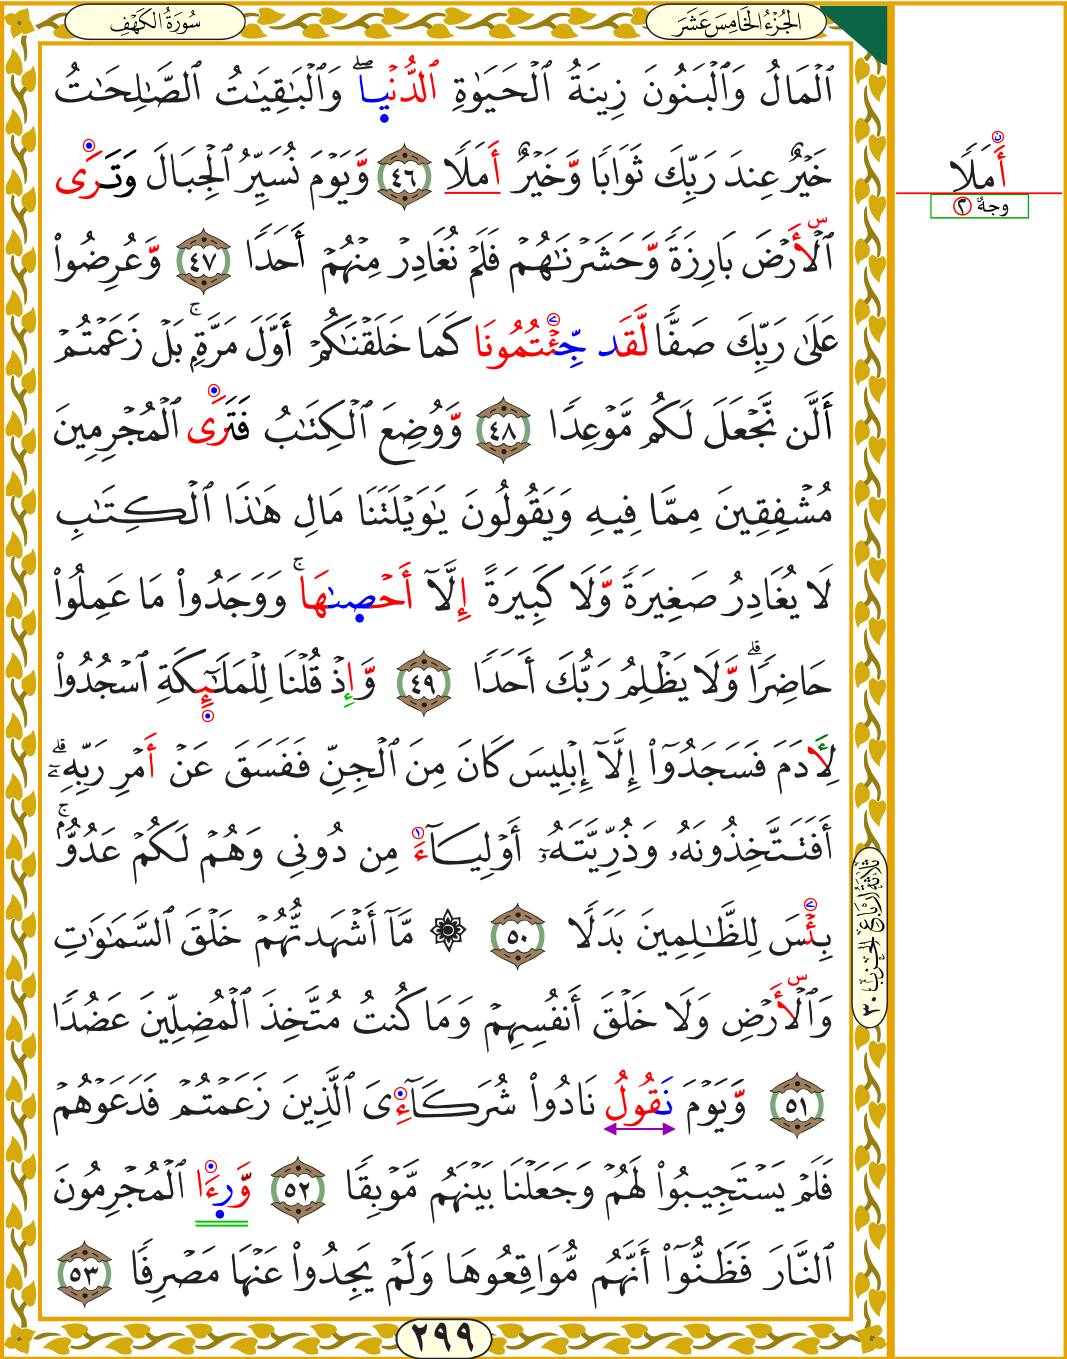 سُورَةُ الكَهْفِ
الجُزْءُ الخَامِسَ عَشَرَ
ٱلۡمَالُ وَٱلۡبَنُونَ زِينَةُ ٱلۡحَيَوٰةِ ٱلدُّنۡيَاۖ وَٱلۡبَٰقِيَٰتُ ٱلصَّٰلِحَٰتُ
خَيۡرٌ عِندَ رَبِّكَ ثَوَابٗا وَّخَيۡرٌ أَمَلٗا ٤٦ وَّيَوۡمَ نُسَيِّرُ ٱلۡجِبَالَ وَتَرَى
ٱلۡأَرۡضَ بَارِزَةٗ وَّحَشَرۡنَٰهُمۡ فَلَمۡ نُغَادِرۡ مِنۡهُمۡ أَحَدٗا ٤٧ وَّعُرِضُواْ
عَلَىٰ رَبِّكَ صَفّٗا لَّقَد جِّئۡتُمُونَا كَمَا خَلَقۡنَٰكُمۡ أَوَّلَ مَرَّةِۭۚ بَلۡ زَعَمۡتُمۡ
أَلَّن نَّجۡعَلَ لَكُم مَّوۡعِدٗا ٤٨ وَّوُضِعَ ٱلۡكِتَٰبُ فَتَرَى ٱلۡمُجۡرِمِينَ
مُشۡفِقِينَ مِمَّا فِيهِ وَيَقُولُونَ يَٰوَيۡلَتَنَا مَالِ هَٰذَا ٱلۡكِتَٰبِ
لَا يُغَادِرُ صَغِيرَةٗ وَّلَا كَبِيرَةً إِلَّآ أَحۡصىٰهَاۚ وَوَجَدُواْ مَا عَمِلُواْ
حَاضِرٗاۗ وَّلَا يَظۡلِمُ رَبُّكَ أَحَدٗا ٤٩ وَّإِذۡ قُلۡنَا لِلۡمَلَٰٓئِكَةِ ٱسۡجُدُواْ
لِأٓدَمَ فَسَجَدُوٓاْ إِلَّآ إِبۡلِيسَ كَانَ مِنَ ٱلۡجِنِّ فَفَسَقَ عَنۡ أَمۡرِ رَبِّهِۦٓۗ
أَفَتَتَّخِذُونَهُۥ وَذُرِّيَّتَهُۥٓ أَوۡلِيَآءَ مِن دُونِي وَهُمۡ لَكُمۡ عَدُوُّۢۚ
بِئۡسَ لِلظَّٰلِمِينَ بَدَلٗا ٥٠ ۞ مَّآ أَشۡهَدتُّهُمۡ خَلۡقَ ٱلسَّمَٰوَٰتِ
وَٱلۡأَرۡضِ وَلَا خَلۡقَ أَنفُسِهِمۡ وَمَا كُنتُ مُتَّخِذَ ٱلۡمُضِلِّينَ عَضُدٗا
٥١ وَّيَوۡمَ نَقُولُ نَادُواْ شُرَكَآءِيَ ٱلَّذِينَ زَعَمۡتُمۡ فَدَعَوۡهُمۡ
فَلَمۡ يَسۡتَجِيبُواْ لَهُمۡ وَجَعَلۡنَا بَيۡنَهُم مَّوۡبِقٗا ٥٢ وَّرِءَا ٱلۡمُجۡرِمُونَ
ٱلنَّارَ فَظَنُّوٓاْ أَنَّهُم مُّوَاقِعُوهَا وَلَمۡ يَجِدُواْ عَنۡهَا مَصۡرِفٗا ٥٣
٢٩٩
أَمَلٗا
وجهٌ ٢
ثَلَاثَةُ أَرْبَاعِ الحِزْبِ ٣٠